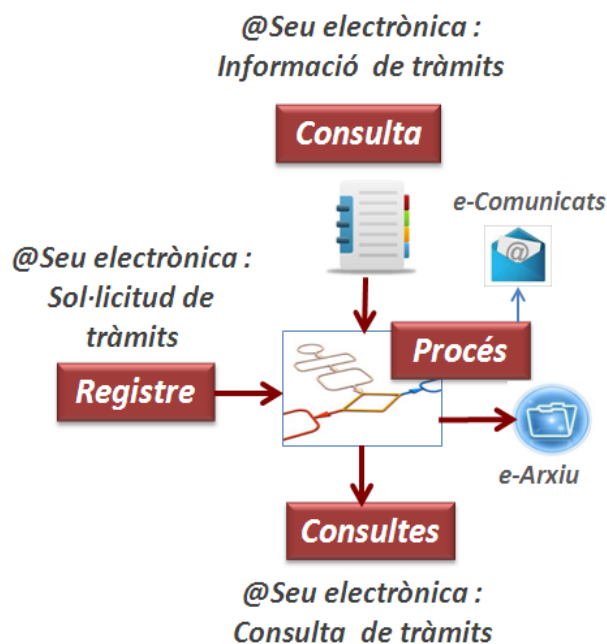 @Seu electrònica :
Informació de tràmits
Consulta
e-Comunicats
@
@Seu electrònica :
Sol·licitud de
tràmits
Procés
Registre
e-Arxiu
Consultes
@Seu electrònica :
Consulta de tràmits